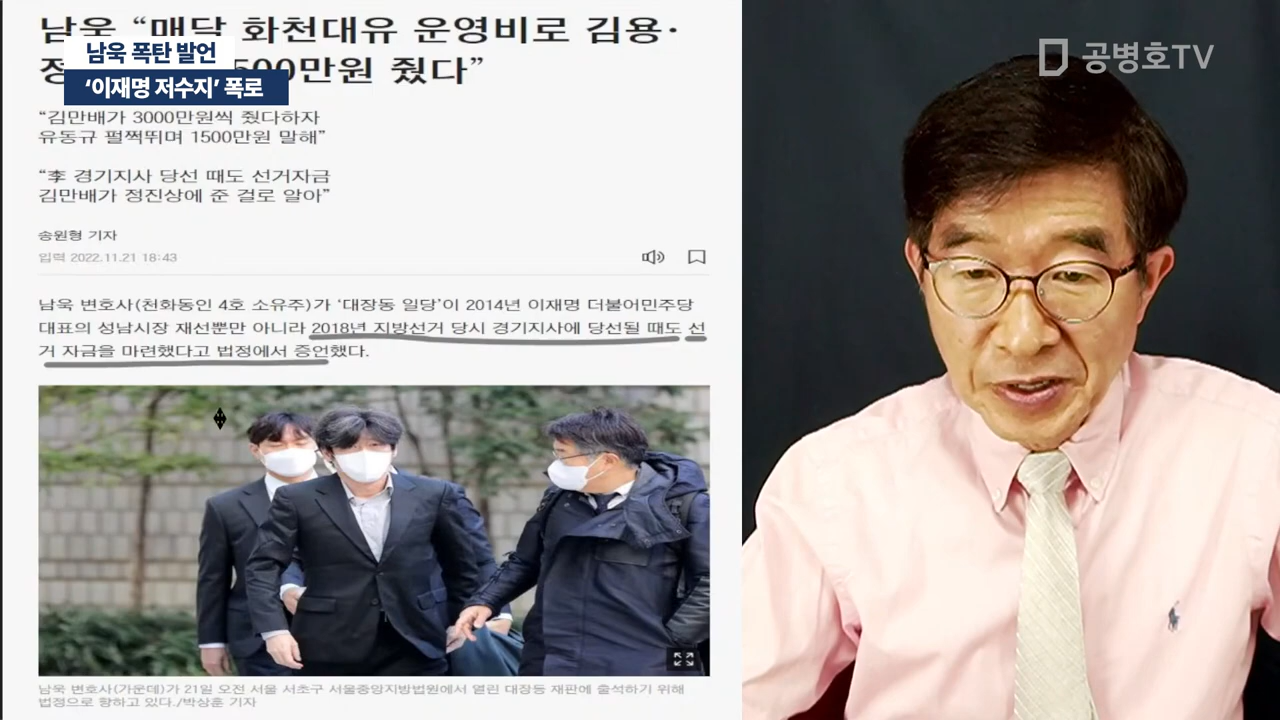 남욱 “매달 화천대유 운영비로 김용·
500만원 줬다”
남욱 폭탄 발언
‘이재명 저수지’ 폭로
“김만배가 3000만원씩 줬다하자
유동규 펄쩍뛰며 1500만원 말해”
“李 경기지사 당선 때도 선거자금
김만배가 정진상에 준 걸로 알아”
송원형 기자
입력 2022.11.21 18:43
남욱 변호사(천화동인 4호 소유주)가 ‘대장동 일당’이 2014년 이재명 더불어민주당
대표의 성남시장 재선뿐만 아니라 2018년 지방선거 당시 경기지사에 당선될 때도 선
거 자금을 마련했다고 법정에서 증언했다.
남욱 변호사(가운데)가 21일 오전 서울 서초구 서울중앙지방법원에서 열린 대장동 재판에 출석하기 위해
법정으로 향하고 있다./박상훈 기자
공병호TV